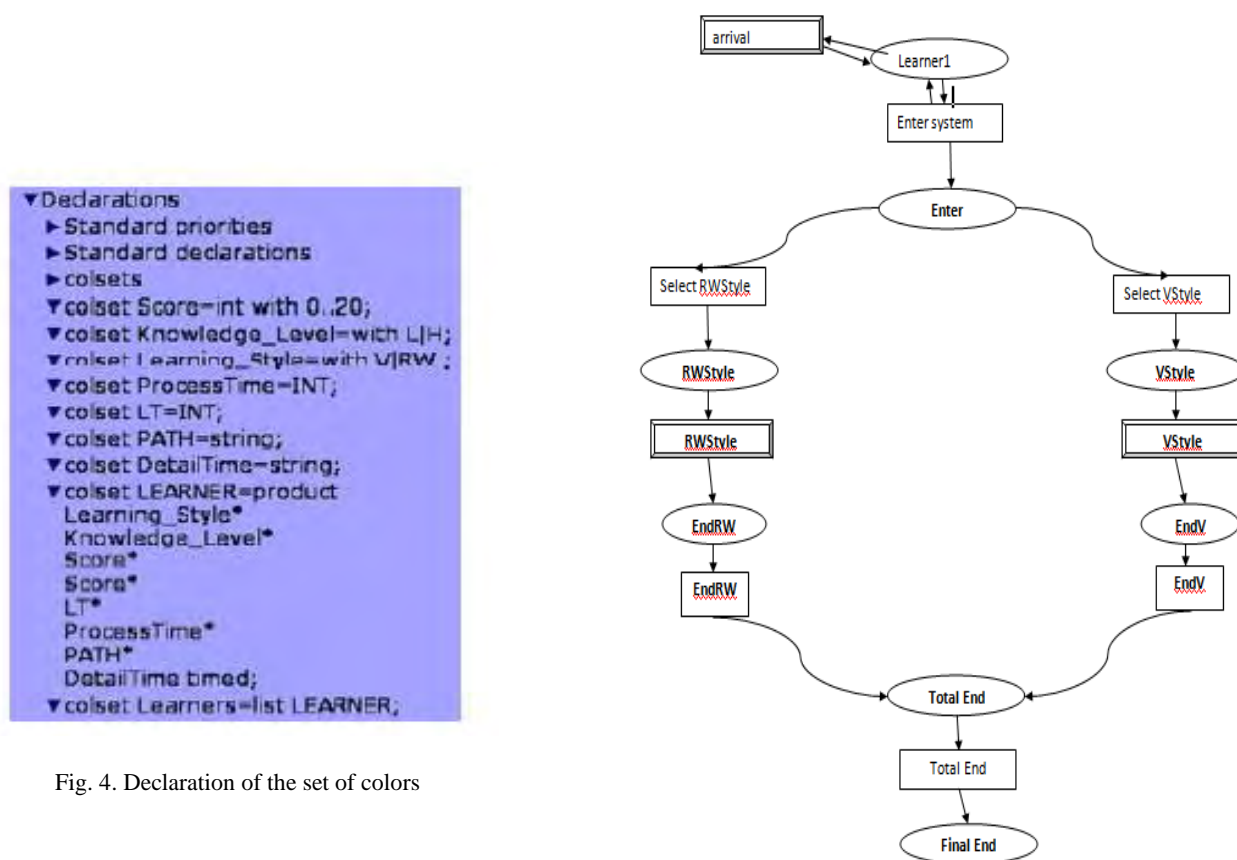 ▼Declarations
►Standard priorities
►Standard declarations
►colsets
▼colset Score=int with 0..20;
▼colset Knowledge_Level=with L|H;
▼colset Learning_Style=with V|RW ;
▼colset ProcessTime=INT;
▼colset LT=INT;
▼colset PATH=string;
▼colset DetailTime=string;
▼colset LEARNER=product
Learning_Style*
Knowledge_Level*
Score*
Score*
LT*
ProcessTime*
PATH*
DetailTime timed;
▼colset Learners=list LEARNER;
Fig. 4. Declaration of the set of colors
arrival
Learner1
Enter system
Enter
Select RWStyle
Select VStyle
RWStyle
VStyle
RWStyle
VStyle
EndRW
EndV
EndRW
EndV
Total End
Total End
Final End